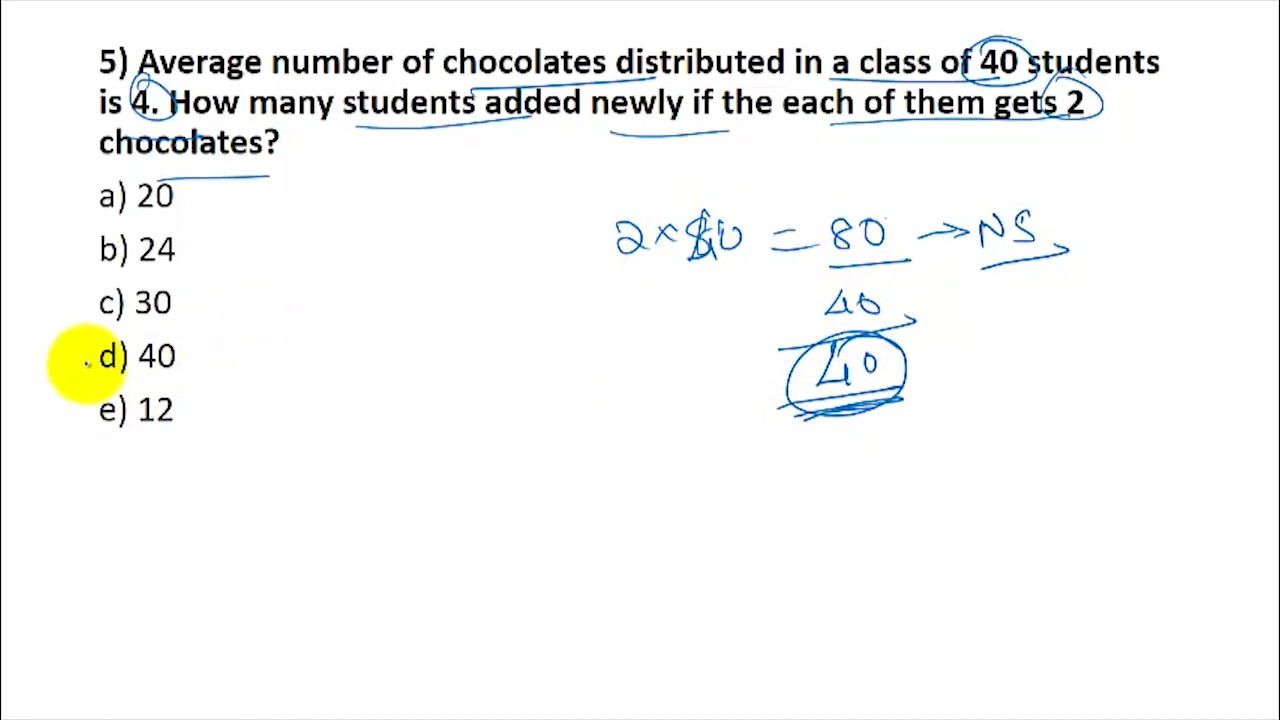 5) Average number of chocolates distributed in a class of 40 students
is 4. How many students added newly if the each of them gets 2
chocolates?
a) 20
b) 24
c) 30
d) 40
e) 12
2 × 40 = 80 → NS
40
40